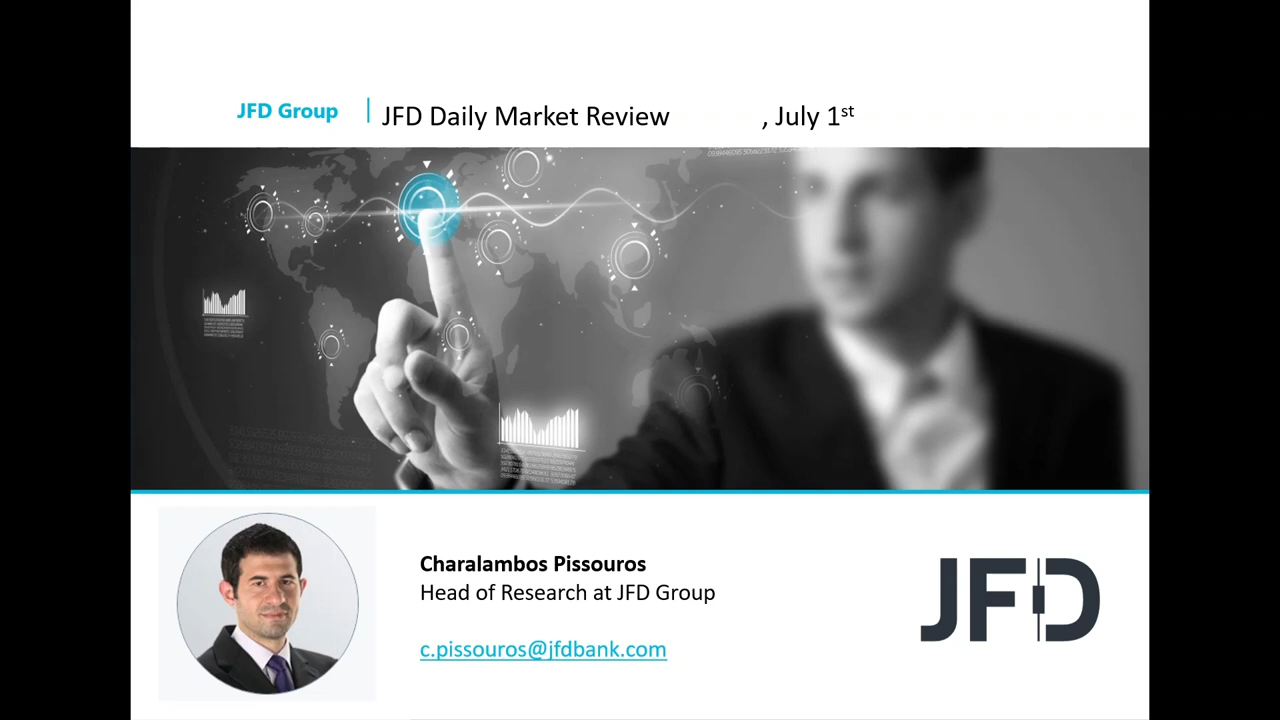 JFD Group
JFD Daily Market Review , July 1st
Charalambos Pissouros
Head of Research at JFD Group
c.pissouros@jfdbank.com
JFD